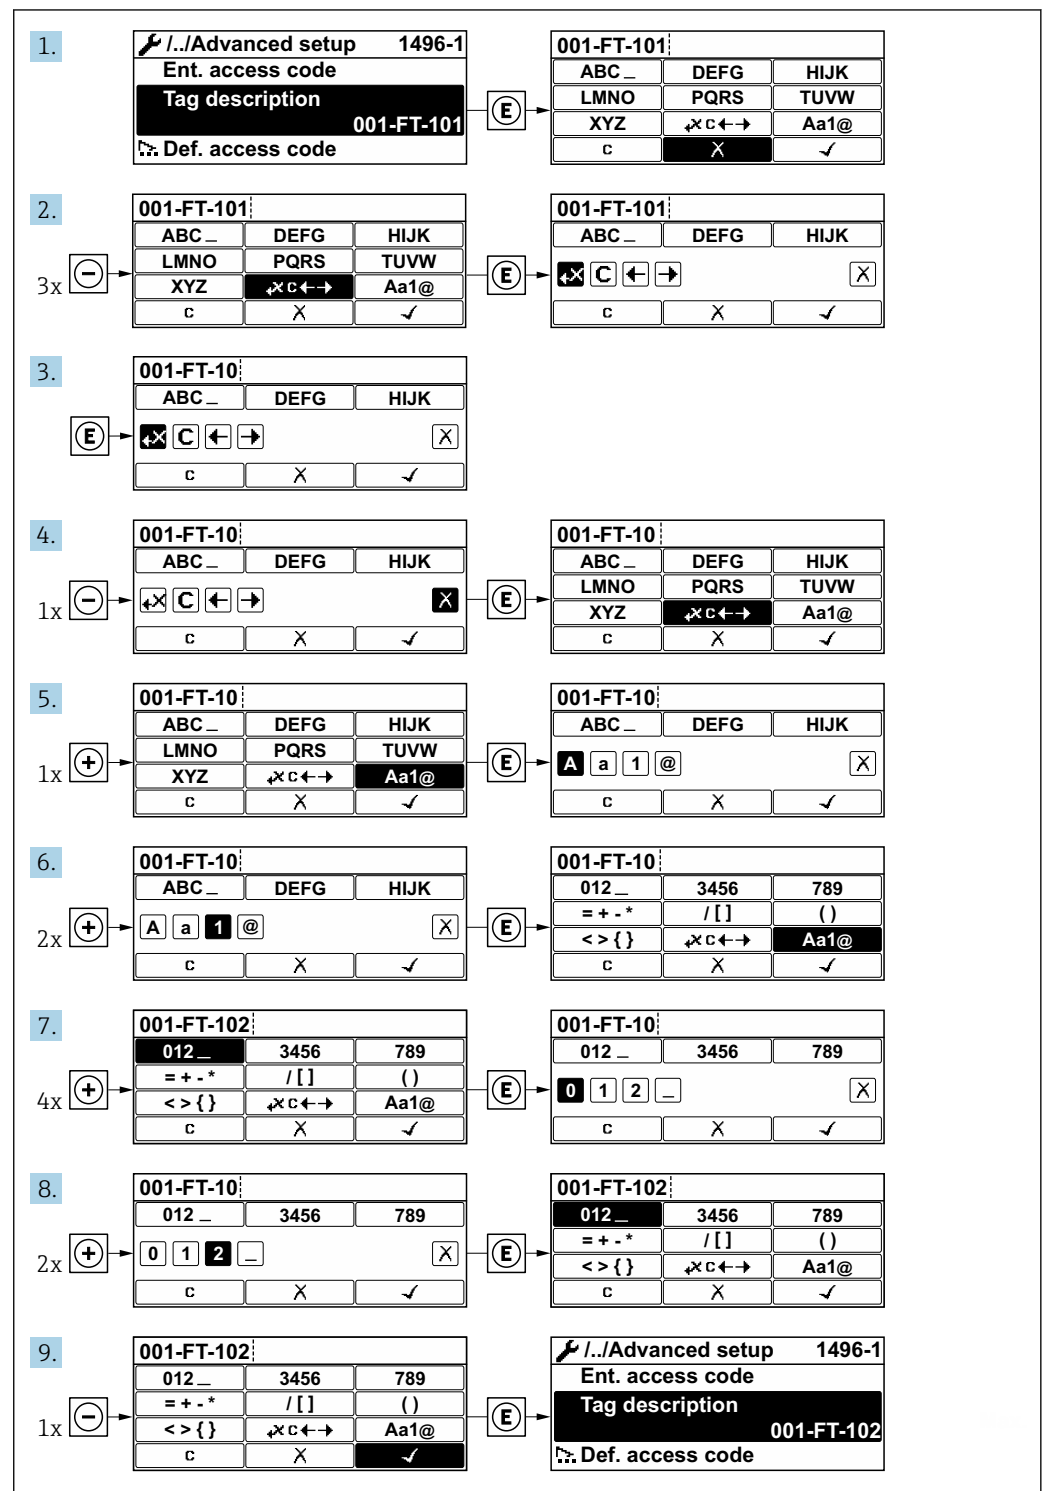 1.
/../Advanced setup 1496-1
Ent. access code
Tag description
001-FT-101
Def. access code
E
001-FT-101
ABC_ DEFG HIJK
LMNO PQRS TUVW
XYZ C Aa1@
C X ✓
2.
3x
001-FT-101
ABC_ DEFG HIJK
LMNO PQRS TUVW
XYZ C Aa1@
C X ✓
E
001-FT-101
ABC_ DEFG HIJK
C X
C X ✓
3.
E
001-FT-10
ABC_ DEFG HIJK
C X
C X ✓
4.
1x
001-FT-10
ABC_ DEFG HIJK
C X
C X ✓
E
001-FT-10
ABC_ DEFG HIJK
LMNO PQRS TUVW
XYZ C Aa1@
C X ✓
5.
1x
001-FT-10
ABC_ DEFG HIJK
LMNO PQRS TUVW
XYZ C Aa1@
C X ✓
E
001-FT-10
ABC_ DEFG HIJK
A a 1 @ X
C X ✓
6.
2x
001-FT-10
ABC_ DEFG HIJK
A a 1 @ X
C X ✓
E
001-FT-10
012_ 3456 789
= + - * / [ ] ( )
< > { } C Aa1@
C X ✓
7.
4x
001-FT-102
012_ 3456 789
= + - * / [ ] ( )
< > { } C Aa1@
C X ✓
E
001-FT-10
012_ 3456 789
0 1 2 _ X
C X ✓
8.
2x
001-FT-10
012_ 3456 789
0 1 2 _ X
C X ✓
E
001-FT-102
012_ 3456 789
= + - * / [ ] ( )
< > { } C Aa1@
C X ✓
9.
1x
001-FT-102
012_ 3456 789
= + - * / [ ] ( )
< > { } C Aa1@
C X ✓
E
/../Advanced setup 1496-1
Ent. access code
Tag description
001-FT-102
Def. access code